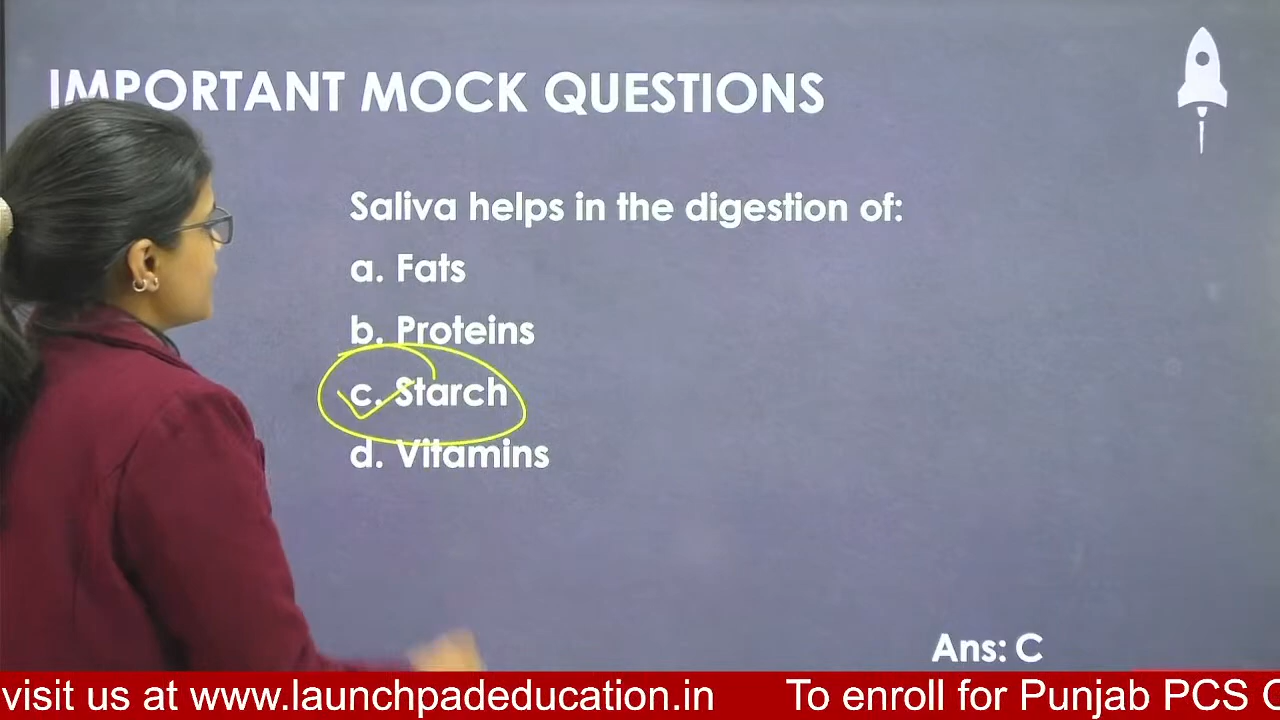 IMPORTANT MOCK QUESTIONS
Saliva helps in the digestion of:
a. Fats
b. Proteins
c. Starch
d. Vitamins
Ans: C
visit us at www.launchpadeducation.in To enroll for Punjab PCS